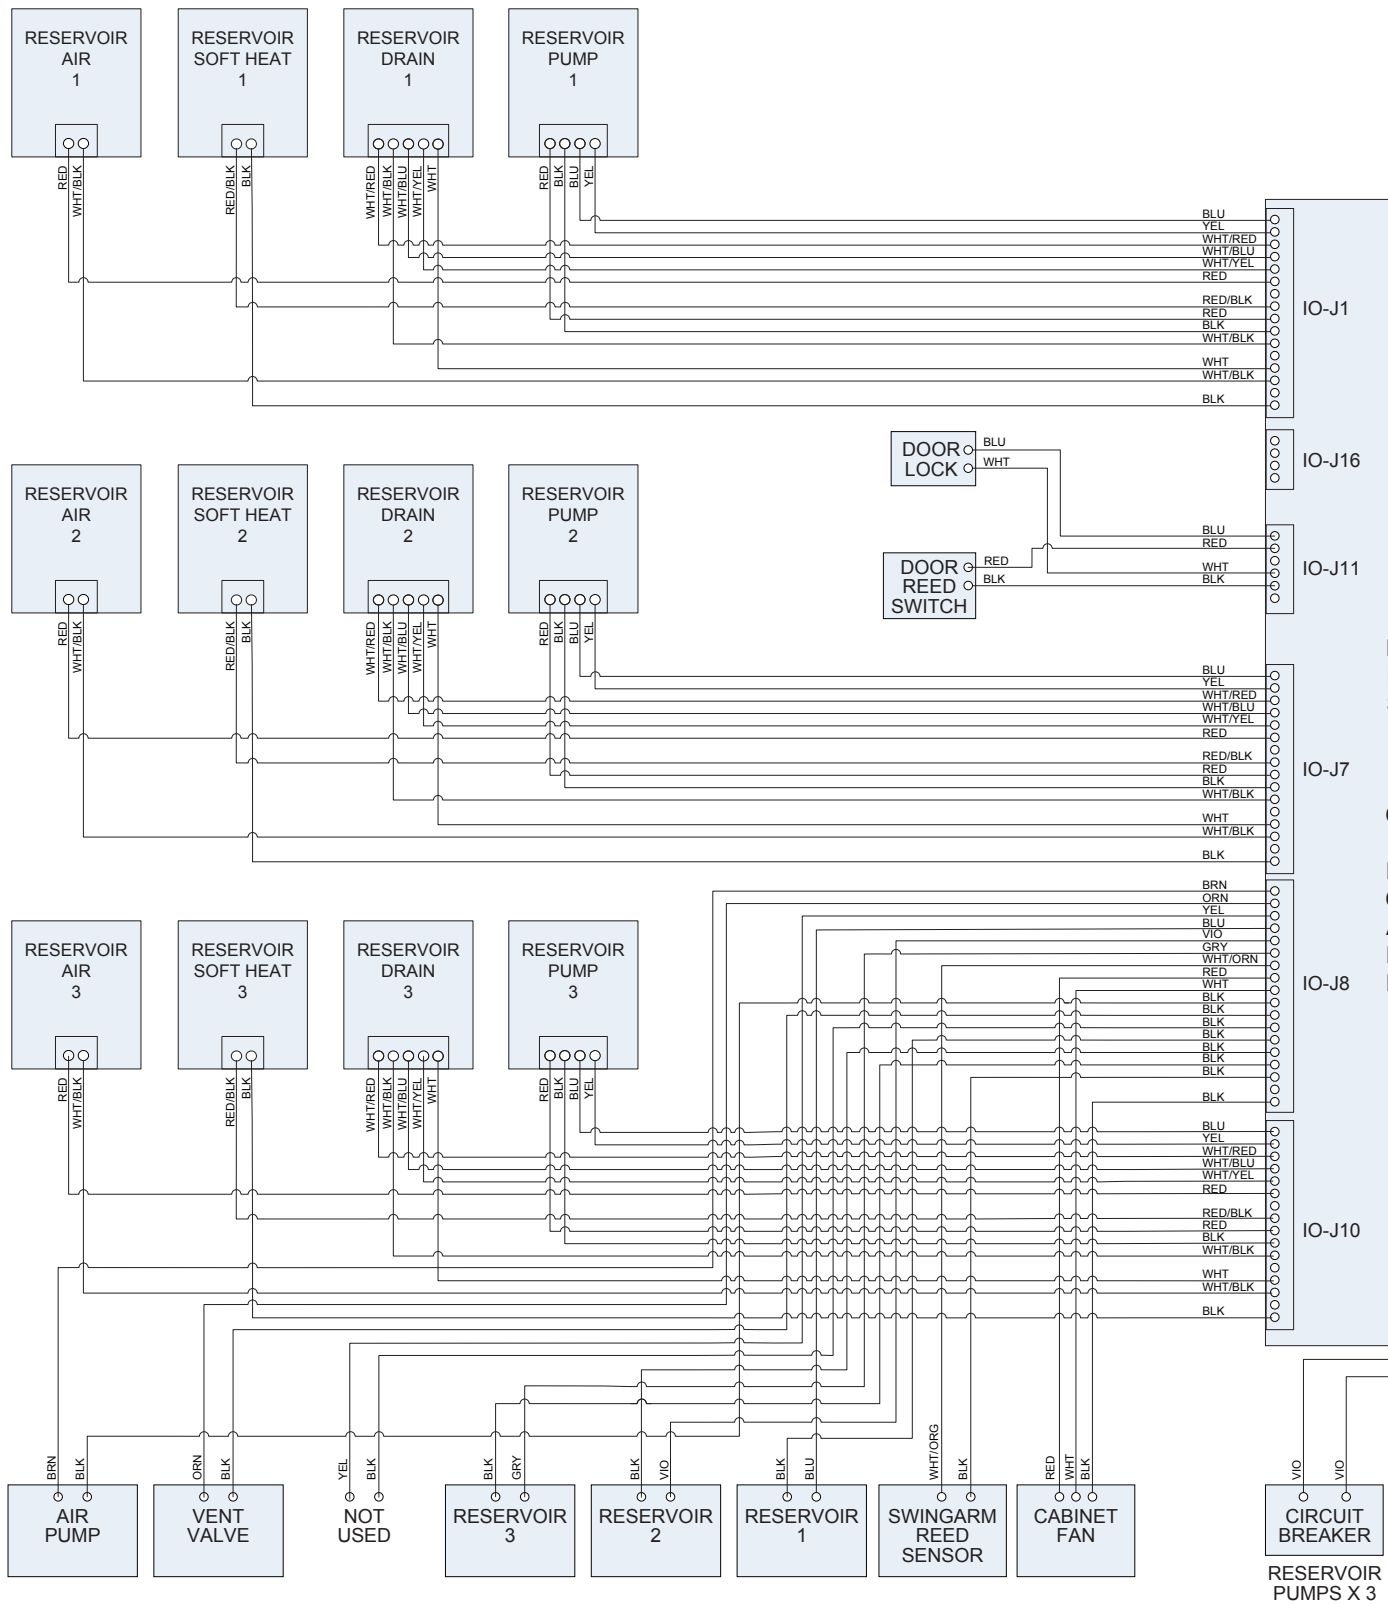 RESERVOIR
AIR
1
RESERVOIR
SOFT HEAT
1
RESERVOIR
DRAIN
1
RESERVOIR
PUMP
1
RED
WHT/BLK
RED/BLK
BLK
WHT/RED
WHT/BLK
WHT/BLU
WHT/YEL
WHT
RED
BLK
BLU
YEL
BLU
YEL
WHT/RED
WHT/BLU
WHT/YEL
RED
RED/BLK
RED
BLK
WHT/BLK
WHT
WHT/BLK
BLK
IO-J1
DOOR
LOCK
BLU
WHT
IO-J16
DOOR
REED
SWITCH
RED
BLK
BLU
RED
WHT
BLK
IO-J11
RESERVOIR
AIR
2
RESERVOIR
SOFT HEAT
2
RESERVOIR
DRAIN
2
RESERVOIR
PUMP
2
RED
WHT/BLK
RED/BLK
BLK
WHT/RED
WHT/BLK
WHT/BLU
WHT/YEL
WHT
RED
BLK
BLU
YEL
BLU
YEL
WHT/RED
WHT/BLU
WHT/YEL
RED
RED/BLK
RED
BLK
WHT/BLK
WHT
WHT/BLK
BLK
IO-J7
BRN
ORN
YEL
BLU
VIO
GRY
WHT/ORN
RED
WHT
BLK
BLK
BLK
BLK
BLK
BLK
BLK
BLK
IO-J8
RESERVOIR
AIR
3
RESERVOIR
SOFT HEAT
3
RESERVOIR
DRAIN
3
RESERVOIR
PUMP
3
RED
WHT/BLK
RED/BLK
BLK
WHT/RED
WHT/BLK
WHT/BLU
WHT/YEL
WHT
RED
BLK
BLU
YEL
BLU
YEL
WHT/RED
WHT/BLU
WHT/YEL
RED
RED/BLK
RED
BLK
WHT/BLK
WHT
WHT/BLK
BLK
IO-J10
BRN
BLK
ORN
BLK
YEL
BLK
BLK
GRY
BLK
VIO
BLK
BLU
WHT/ORG
BLK
RED
WHT
BLK
VIO
VIO
AIR
PUMP
VENT
VALVE
NOT
USED
RESERVOIR
3
RESERVOIR
2
RESERVOIR
1
SWINGARM
REED
SENSOR
CABINET
FAN
CIRCUIT
BREAKER
RESERVOIR
PUMPS X 3